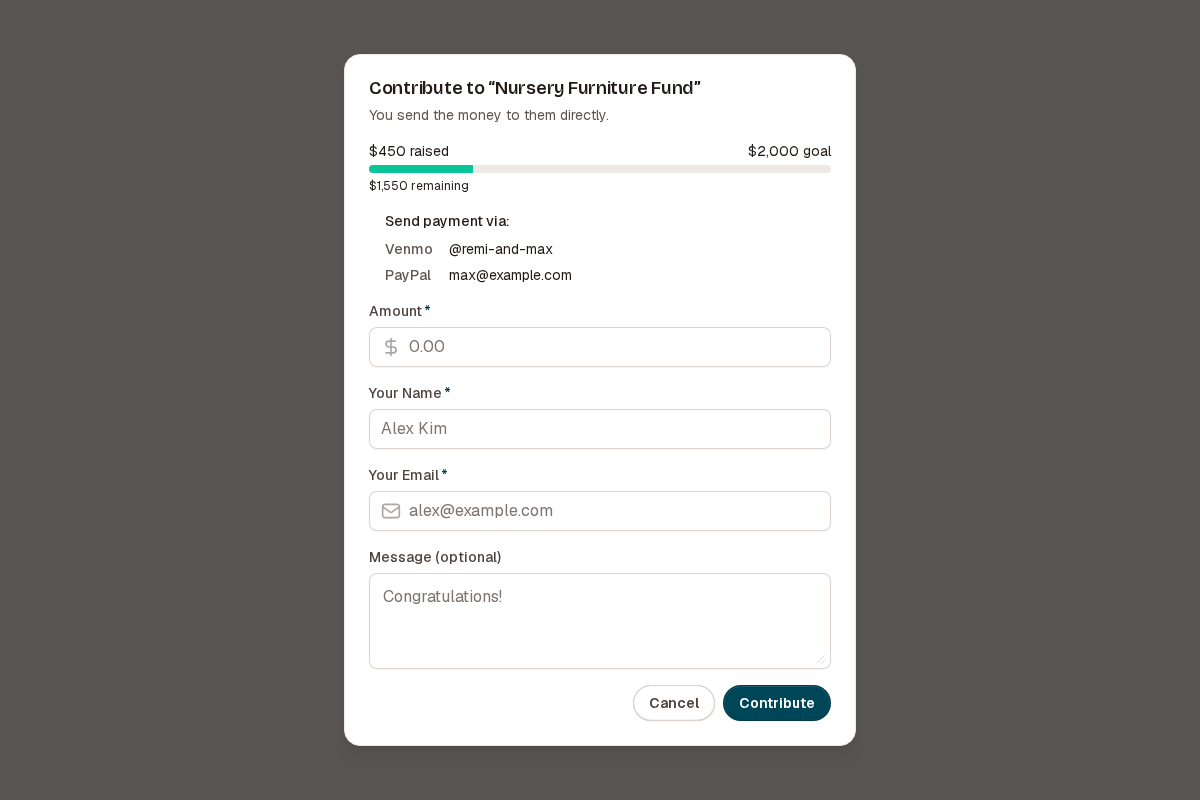 Contribute to “Nursery Furniture Fund”
You send the money to them directly.
$450 raised $2,000 goal
$1,550 remaining
Send payment via:
Venmo @remi-and-max
PayPal max@example.com
Amount *
$ 0.00
Your Name *
Alex Kim
Your Email *
alex@example.com
Message (optional)
Congratulations!
Cancel Contribute